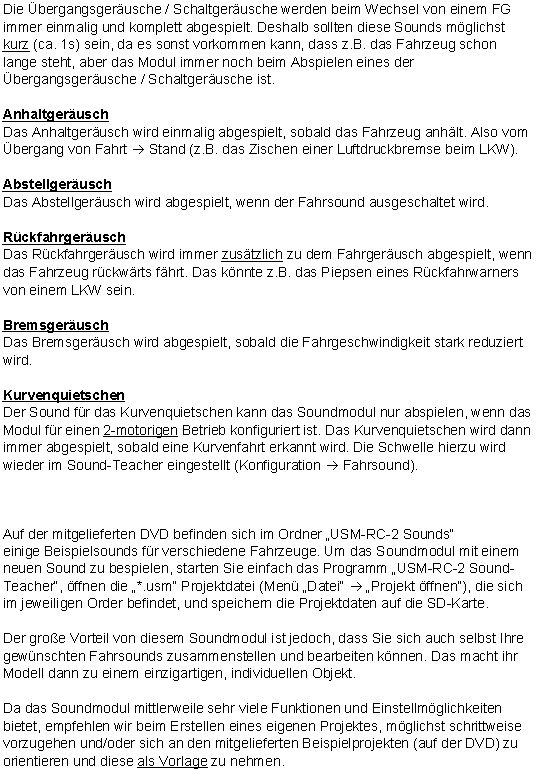 Die Übergangsgeräusche / Schaltgeräusche werden beim Wechsel von einem FG
immer einmalig und komplett abgespielt. Deshalb sollten diese Sounds möglichst
kurz (ca. 1s) sein, da es sonst vorkommen kann, dass z.B. das Fahrzeug schon
lange steht, aber das Modul immer noch beim Abspielen eines der
Übergangsgeräusche / Schaltgeräusche ist.
Anhaltgeräusch
Das Anhaltgeräusch wird einmalig abgespielt, sobald das Fahrzeug anhält. Also vom
Übergang von Fahrt → Stand (z.B. das Zischen einer Luftdruckbremse beim LKW).
Abstellgeräusch
Das Abstellgeräusch wird abgespielt, wenn der Fahrsound ausgeschaltet wird.
Rückfahrgeräusch
Das Rückfahrgeräusch wird immer zusätzlich zu dem Fahrgeräusch abgespielt, wenn
das Fahrzeug rückwärts fährt. Das könnte z.B. das Piepsen eines Rückfahrwarners
von einem LKW sein.
Bremsgeräusch
Das Bremsgeräusch wird abgespielt, sobald die Fahrgeschwindigkeit stark reduziert
wird.
Kurvenquietschen
Der Sound für das Kurvenquietschen kann das Soundmodul nur abspielen, wenn das
Modul für einen 2-motorigen Betrieb konfiguriert ist. Das Kurvenquietschen wird dann
immer abgespielt, sobald eine Kurvenfahrt erkannt wird. Die Schwelle hierzu wird
wieder im Sound-Teacher eingestellt (Konfiguration → Fahrsound).
Auf der mitgelieferten DVD befinden sich im Ordner „USM-RC-2 Sounds“
einige Beispielsounds für verschiedene Fahrzeuge. Um das Soundmodul mit einem
neuen Sound zu bespielen, starten Sie einfach das Programm „USM-RC-2 Sound-
Teacher“, öffnen die „*.usm“ Projektdatei (Menü „Datei“ → „Projekt öffnen“), die sich
im jeweiligen Order befindet, und speichern die Projektdaten auf die SD-Karte.
Der große Vorteil von diesem Soundmodul ist jedoch, dass Sie sich auch selbst Ihre
gewünschten Fahrsounds zusammenstellen und bearbeiten können. Das macht ihr
Modell dann zu einem einzigartigen, individuellen Objekt.
Da das Soundmodul mittlerweile sehr viele Funktionen und Einstellmöglichkeiten
bietet, empfehlen wir beim Erstellen eines eigenen Projektes, möglichst schrittweise
vorzugehen und/oder sich an den mitgelieferten Beispielprojekten (auf der DVD) zu
orientieren und diese als Vorlage zu nehmen.